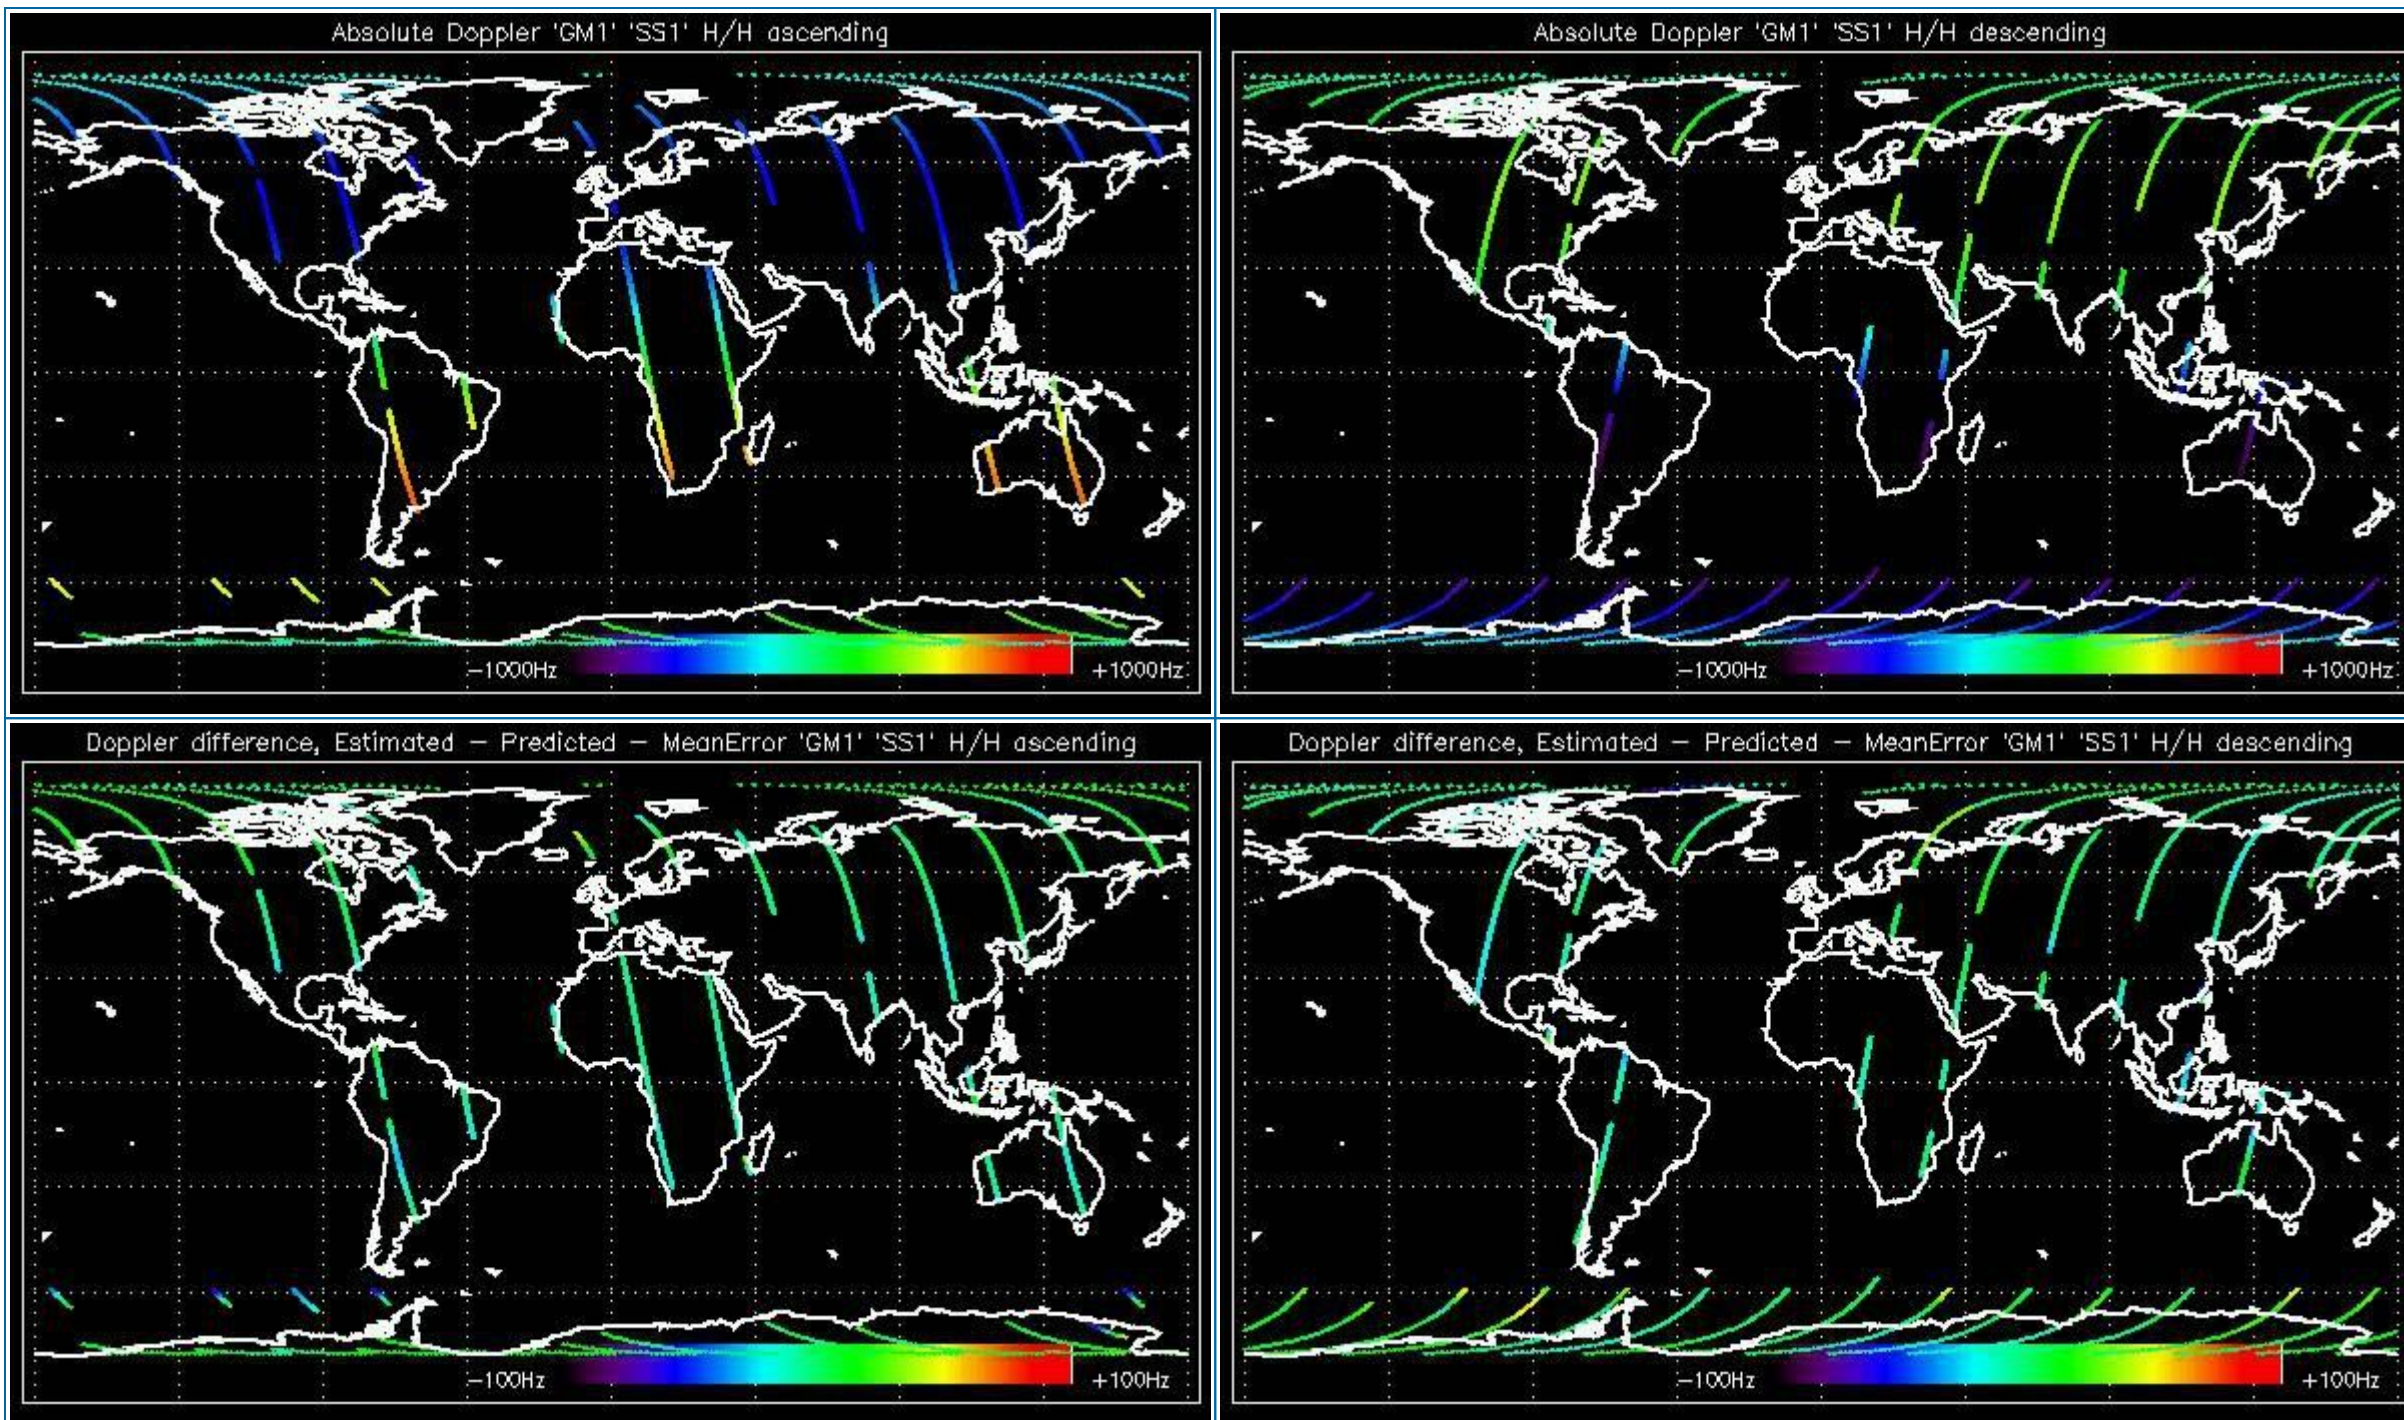 Absolute Doppler 'GM1' 'SS1' H/H ascending
-1000Hz
+1000Hz
Absolute Doppler 'GM1' 'SS1' H/H descending
-1000Hz
+1000Hz
Doppler difference, Estimated - Predicted - MeanError 'GM1' 'SS1' H/H ascending
-100Hz
+100Hz
Doppler difference, Estimated - Predicted - MeanError 'GM1' 'SS1' H/H descending
-100Hz
+100Hz